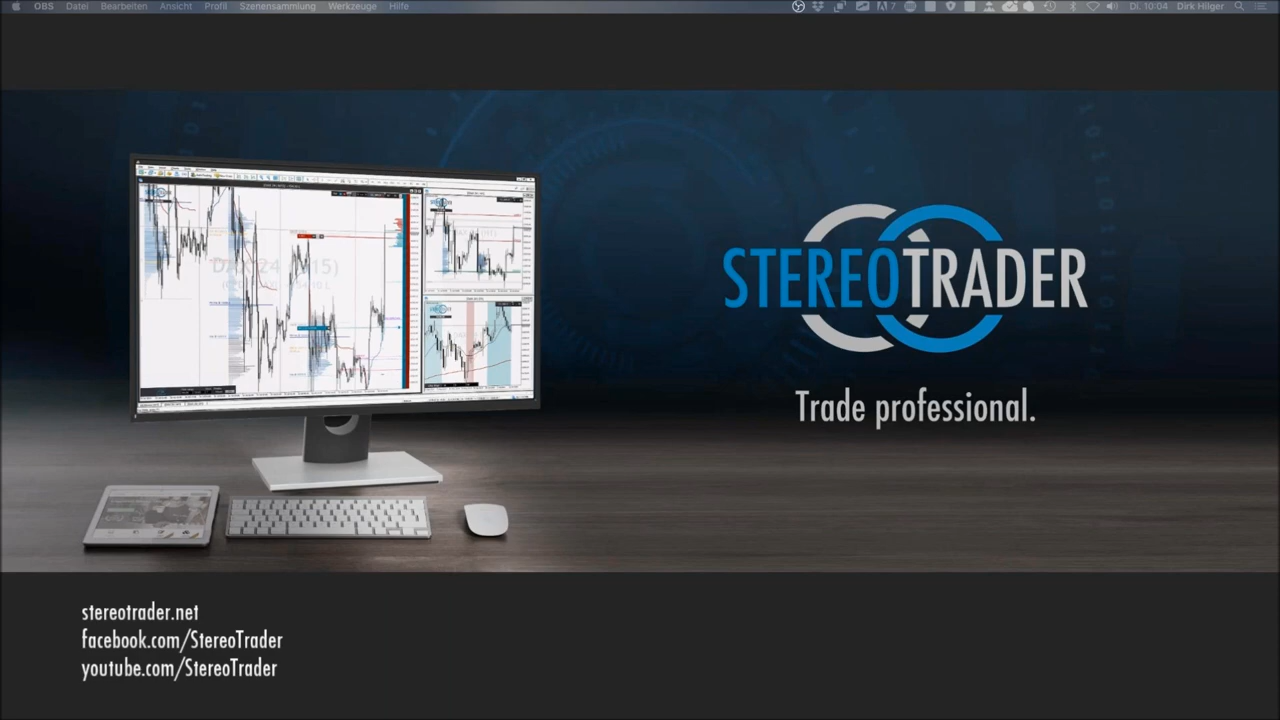 OBS Datei Bearbeiten Ansicht Profil Szenensammlung Werkzeuge Hilfe 7 Di. 10:04 Dirk Hilger
STEREOTRADER
Trade professional.
stereotrader.net
facebook.com/StereoTrader
youtube.com/StereoTrader